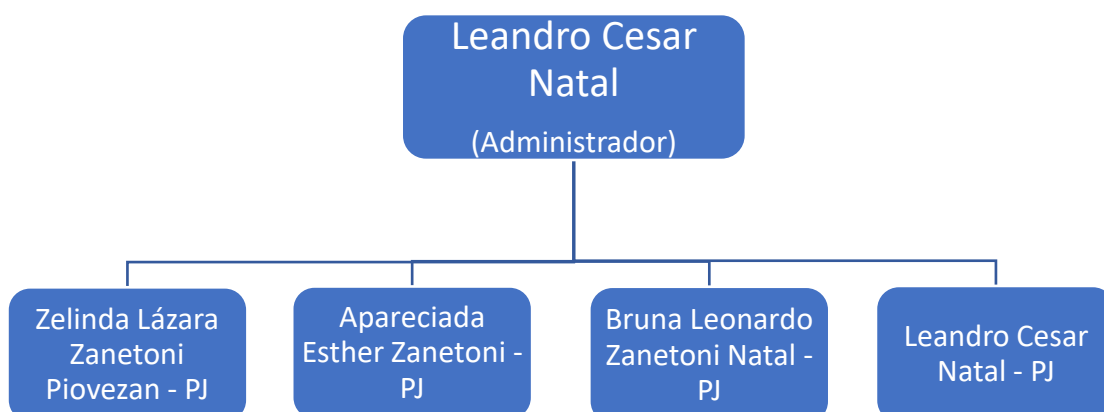 Leandro Cesar
Natal
(Administrador)
Zelinda Lázara
Zanetoni
Piovezan - PJ
Apareciada
Esther Zanetoni -
PJ
Bruna Leonardo
Zanetoni Natal -
PJ
Leandro Cesar
Natal - PJ